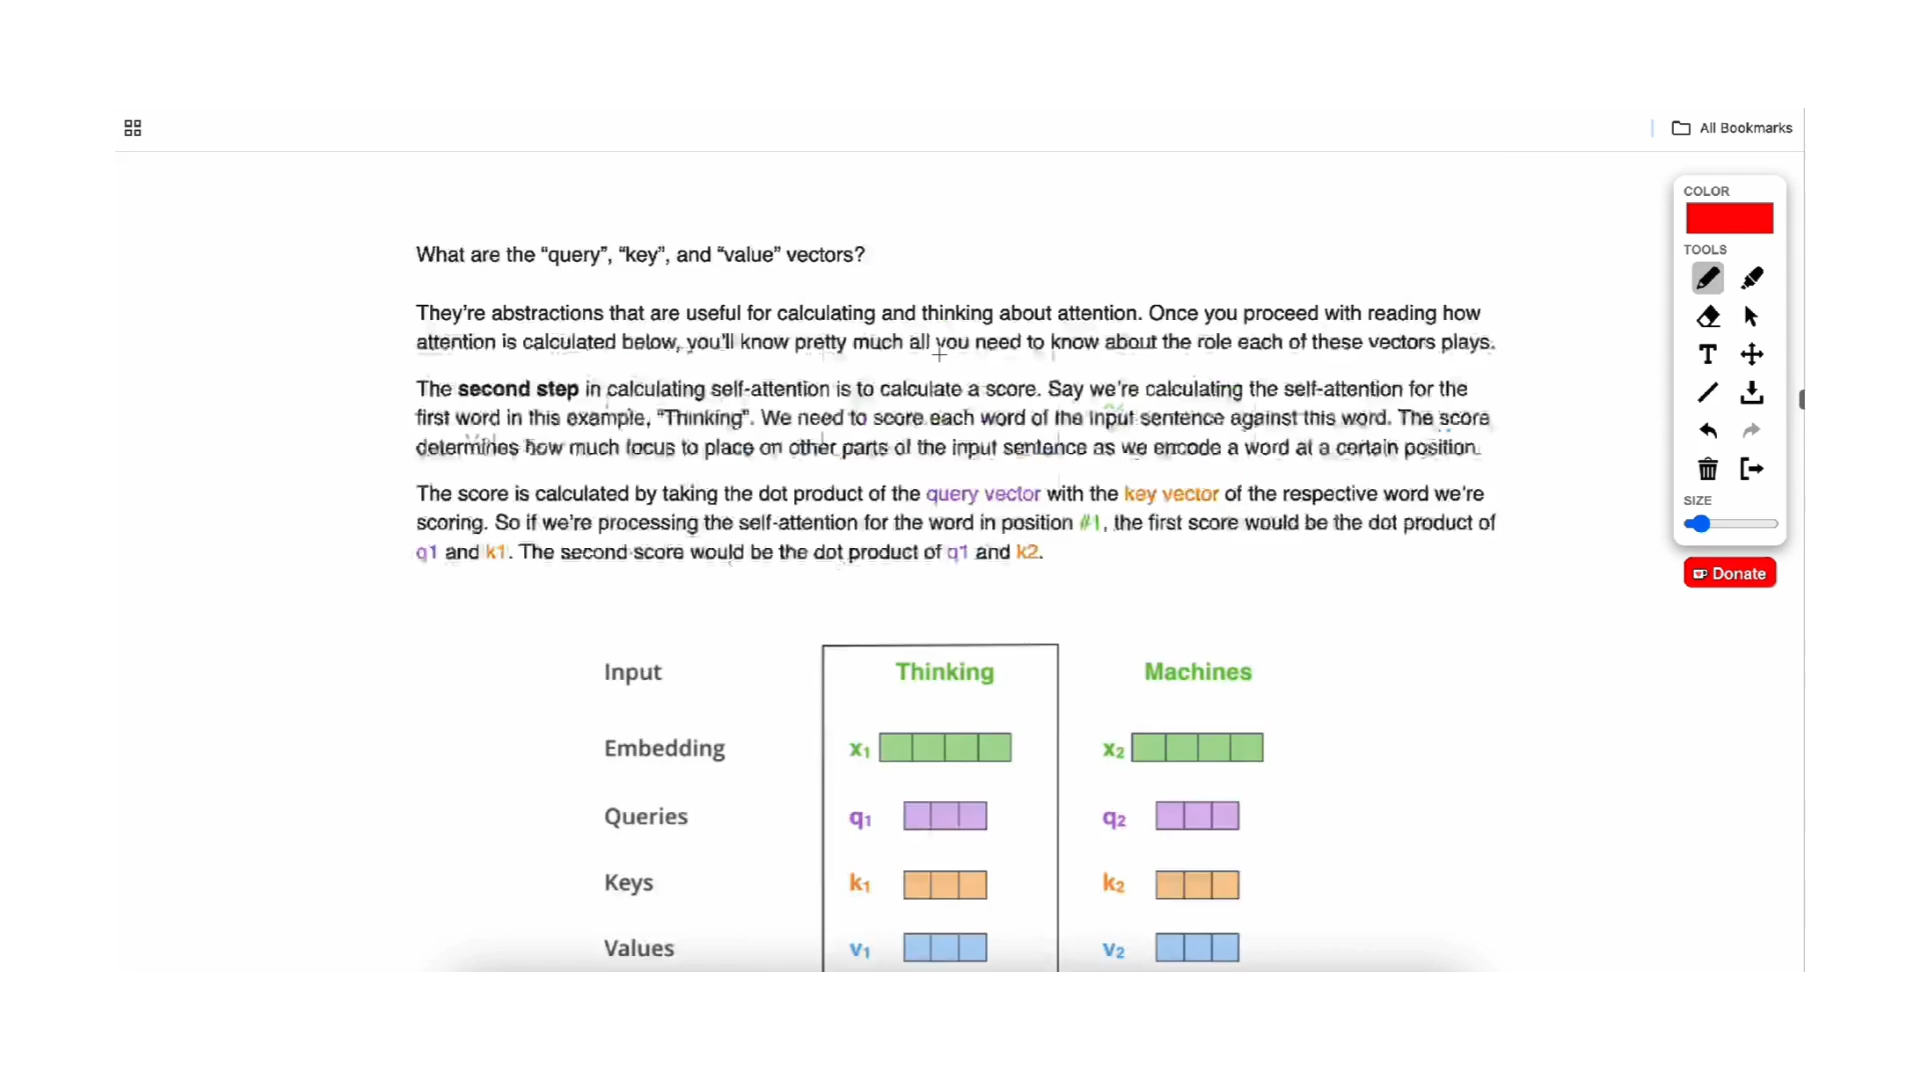 All Bookmarks
COLOR
TOOLS
SIZE
Donate
What are the “query”, “key”, and “value” vectors?
They’re abstractions that are useful for calculating and thinking about attention. Once you proceed with reading how
attention is calculated below, you’ll know pretty much all you need to know about the role each of these vectors plays.
The second step in calculating self-attention is to calculate a score. Say we’re calculating the self-attention for the
first word in this example, “Thinking”. We need to score each word of the input sentence against this word. The score
determines how much focus to place on other parts of the input sentence as we encode a word at a certain position.
The score is calculated by taking the dot product of the query vector with the key vector of the respective word we’re
scoring. So if we’re processing the self-attention for the word in position #1, the first score would be the dot product of
q1 and k1. The second score would be the dot product of q1 and k2.
Input Thinking Machines
Embedding x1 x2
Queries q1 q2
Keys k1 k2
Values v1 v2